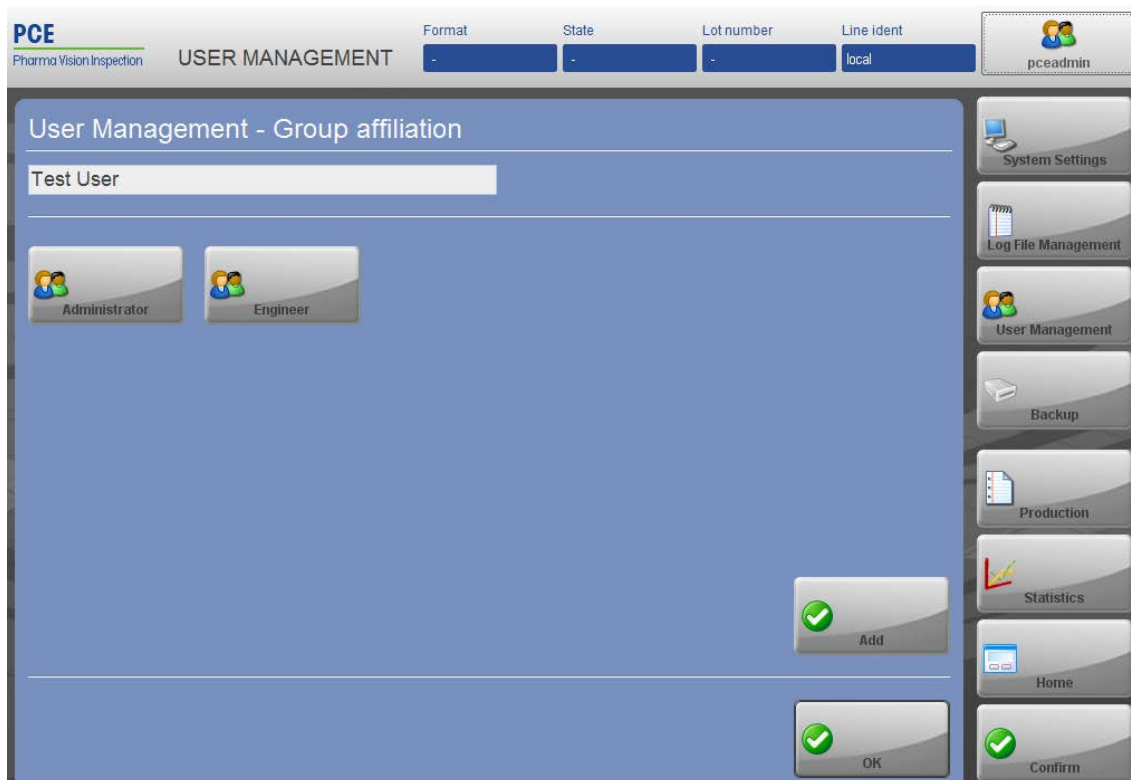 PCE
Pharma Vision Inspection
USER MANAGEMENT
Format
State
Lot number
Line ident
-
-
-
local
pceadmin
User Management - Group affiliation
Test User
Administrator
Engineer
Add
OK
System Settings
Log File Management
User Management
Backup
Production
Statistics
Home
Confirm